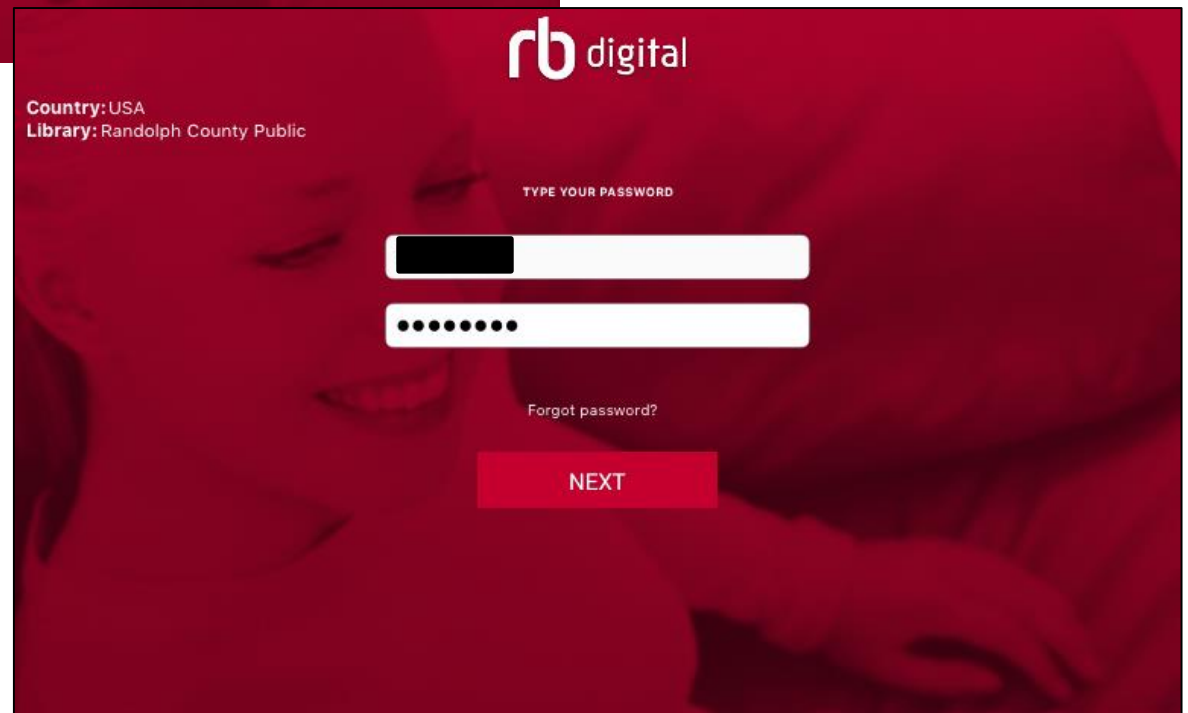 rb digital
Country: USA
Library: Randolph County Public
TYPE YOUR PASSWORD
••••••••
Forgot password?
NEXT